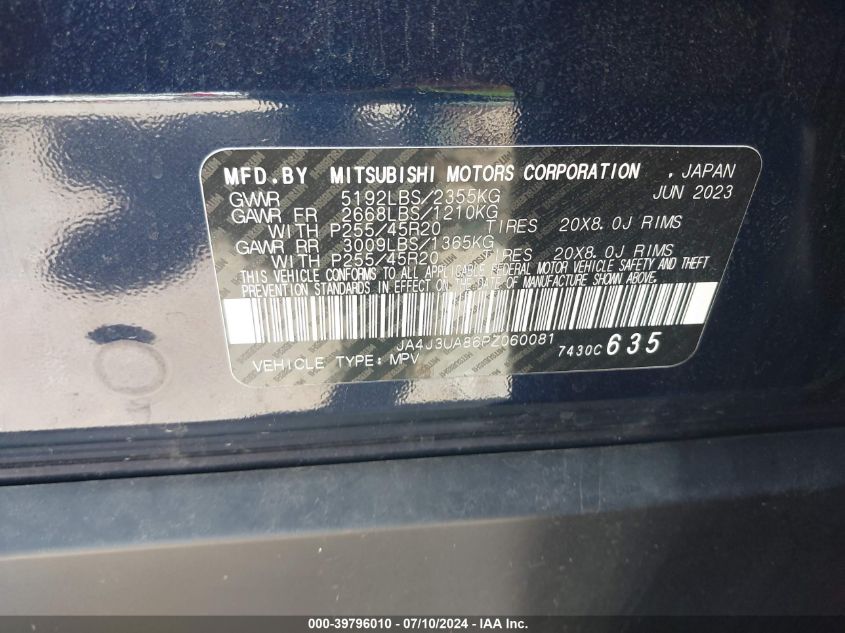 MFD.BY MITSUBISHI MOTORS CORPORATION , JAPAN
GVWR 5192LBS/2355KG JUN 2023
GAWR FR 2668LBS/1210KG
WITH P255/45R20 TIRES 20X8.0J RIMS
GAWR RR 3009LBS/1365KG
WITH P255/45R20 TIRES 20X8.0J RIMS
THIS VEHICLE CONFORMS TO ALL APPLICABLE FEDERAL MOTOR VEHICLE SAFETY AND THEFT
PREVENTION STANDARDS IN EFFECT ON THE DATE OF MANUFACTURE SHOWN ABOVE.
JA4J3UA86PZ060081
VEHICLE TYPE: MPV 7430C 635
000-39796010 - 07/10/2024 - IAA Inc.